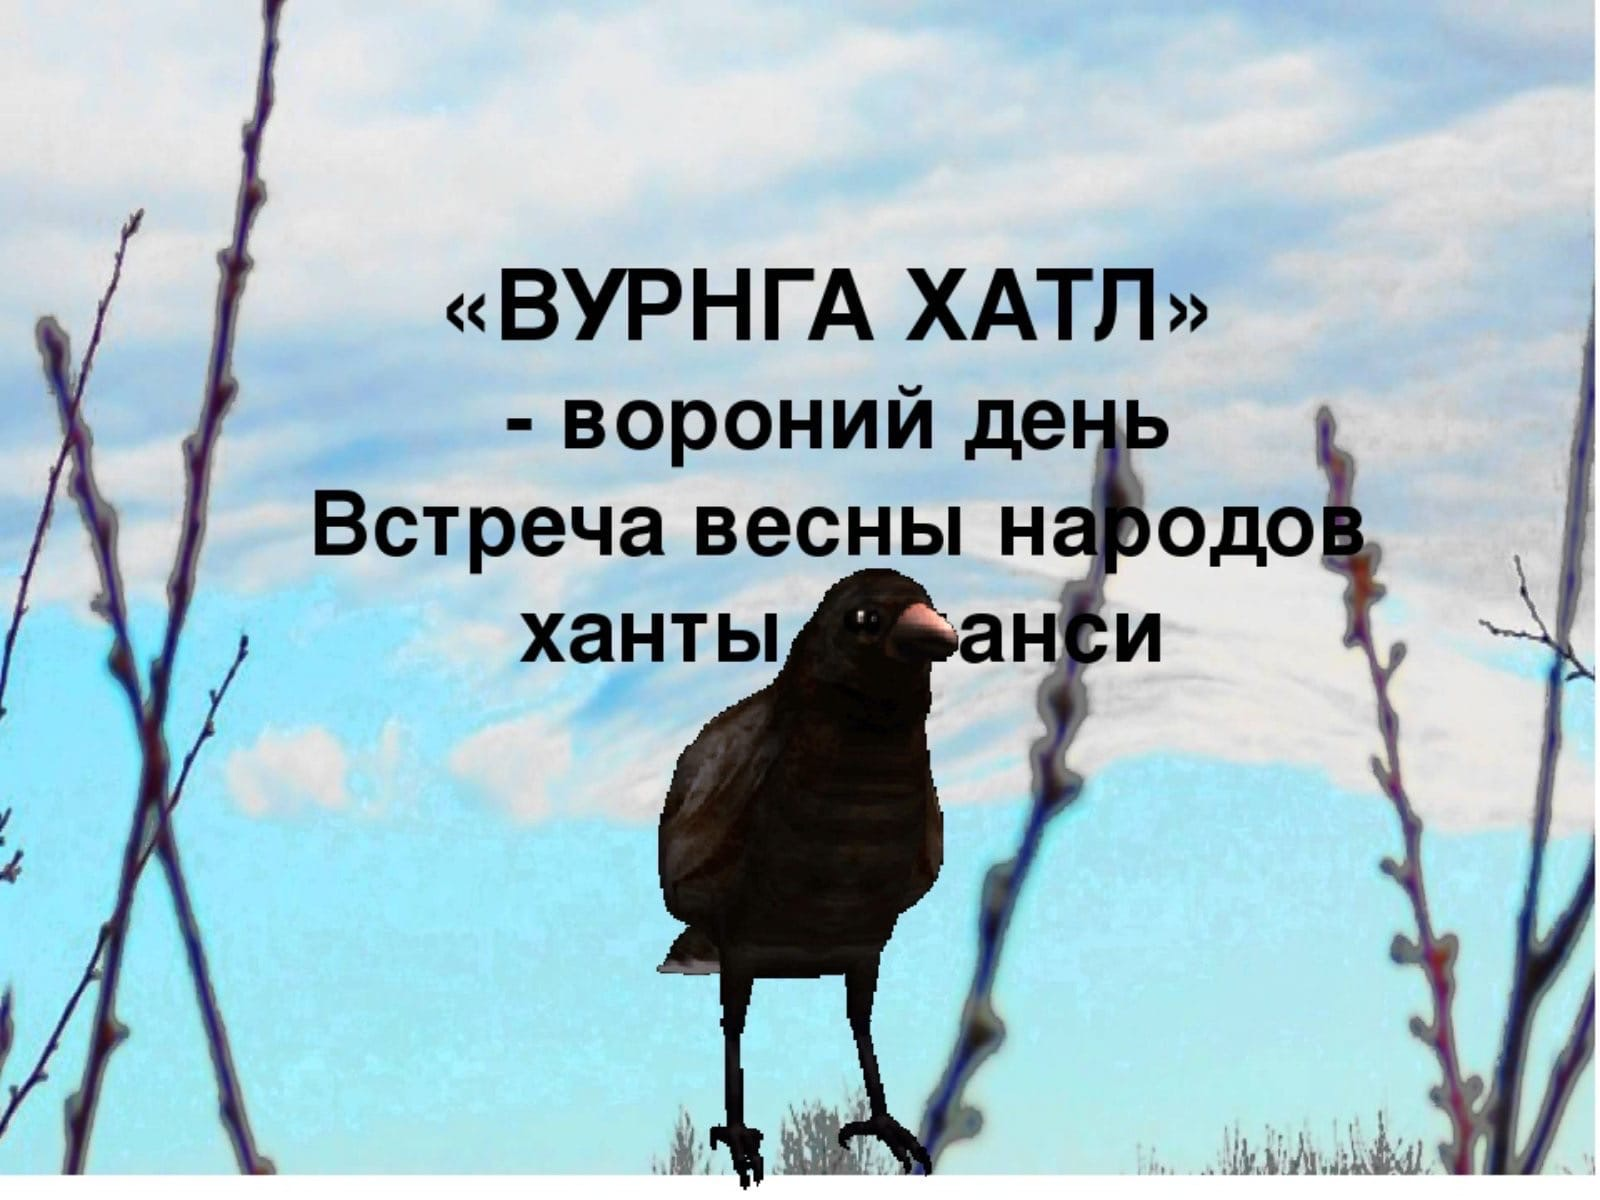 «ВУРНГА ХАТЛ»
- вороний день
Встреча весны народов
ханты